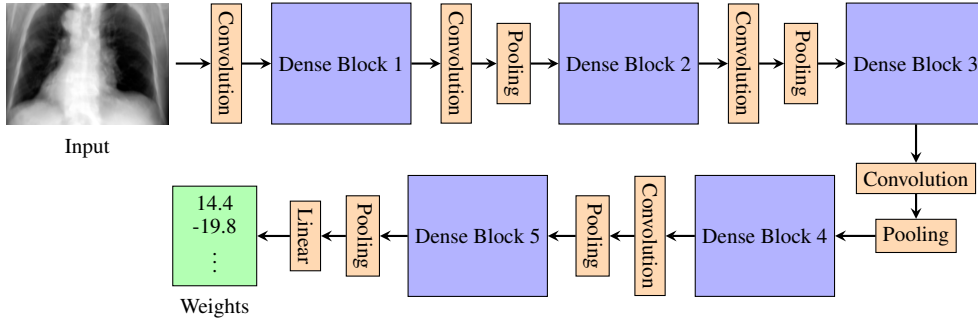 Convolution
Dense Block 1
Convolution
Pooling
Dense Block 2
Convolution
Pooling
Dense Block 3
Input
Convolution
Pooling
Dense Block 4
Convolution
Pooling
Dense Block 5
Pooling
Linear
14.4
-19.8
⋮
Weights